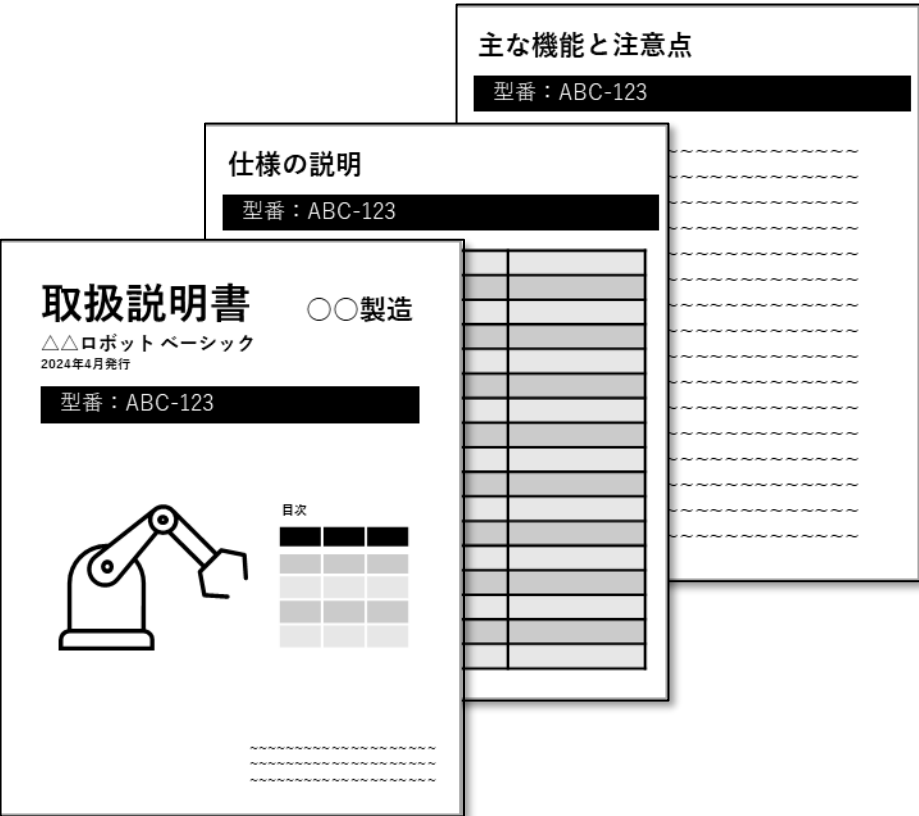 主な機能と注意点
型番：ABC-123
仕様の説明
型番：ABC-123
取扱説明書
○○製造
△△ロボット ベーシック
2024年4月発行
型番：ABC-123
目次